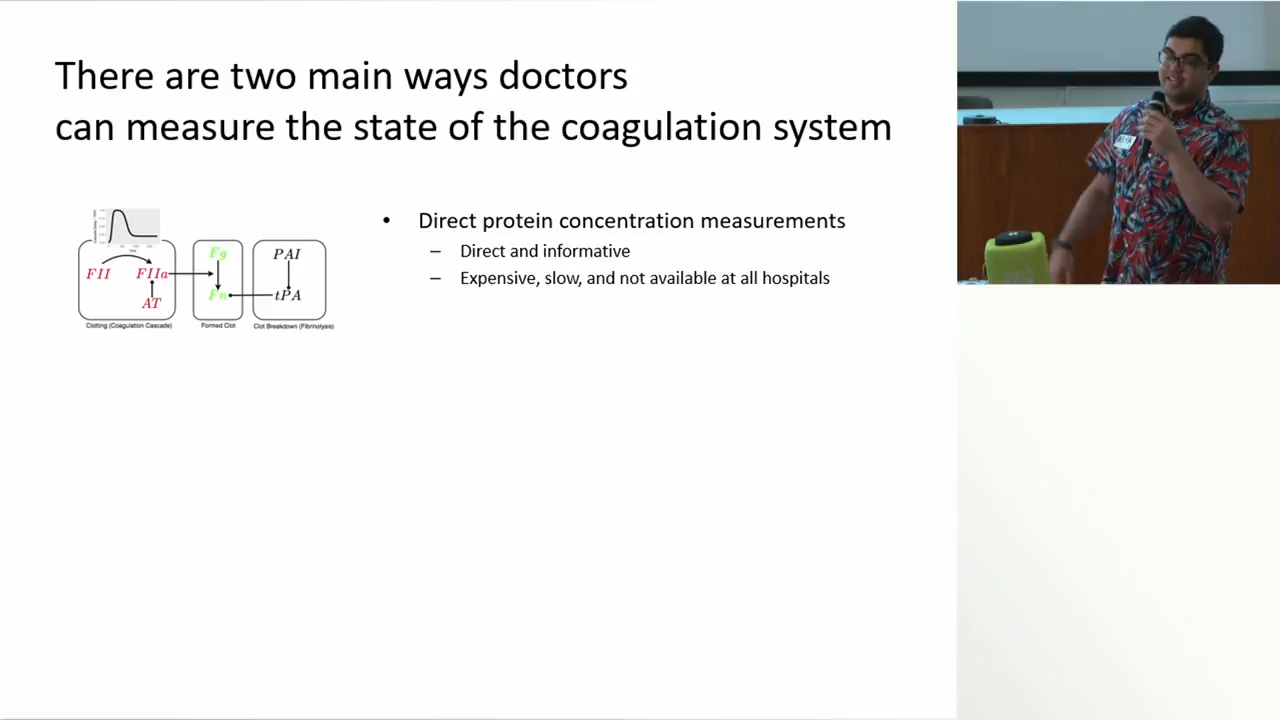 There are two main ways doctors
can measure the state of the coagulation system
• Direct protein concentration measurements
– Direct and informative
– Expensive, slow, and not available at all hospitals
Fg
PAI
FII
FIIa
Fn
tPA
AT
Clotting (Coagulation Cascade)
Formed Clot
Clot Breakdown (Fibrinolysis)